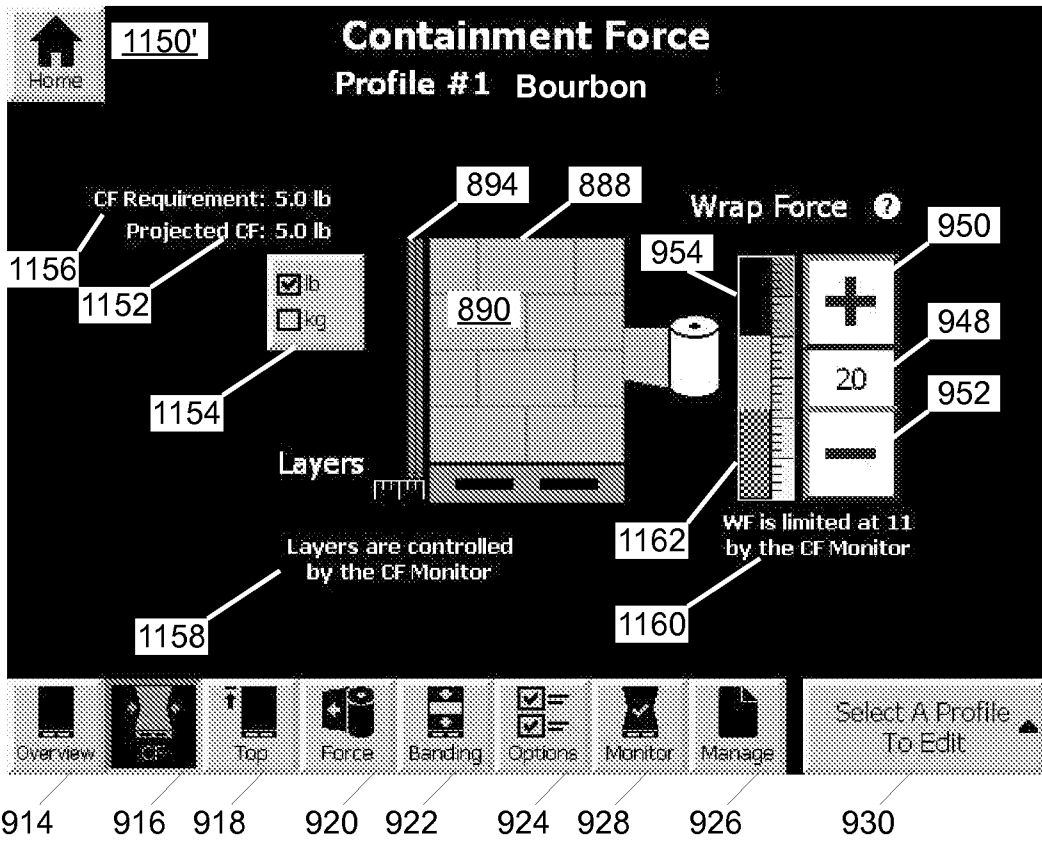 Home
1150'
Containment Force
Profile #1 Bourbon
CF Requirement: 5.0 lb
Projected CF: 5.0 lb
1156
1152
lb
kg
1154
894
888
890
Wrap Force ?
954
950
948
20
952
Layers
1162
WF is limited at 11
by the CF Monitor
Layers are controlled
by the CF Monitor
1158
1160
Overview
CF
Top
Force
Banding
Options
Monitor
Manage
Select A Profile
To Edit
914 916 918 920 922 924 928 926 930